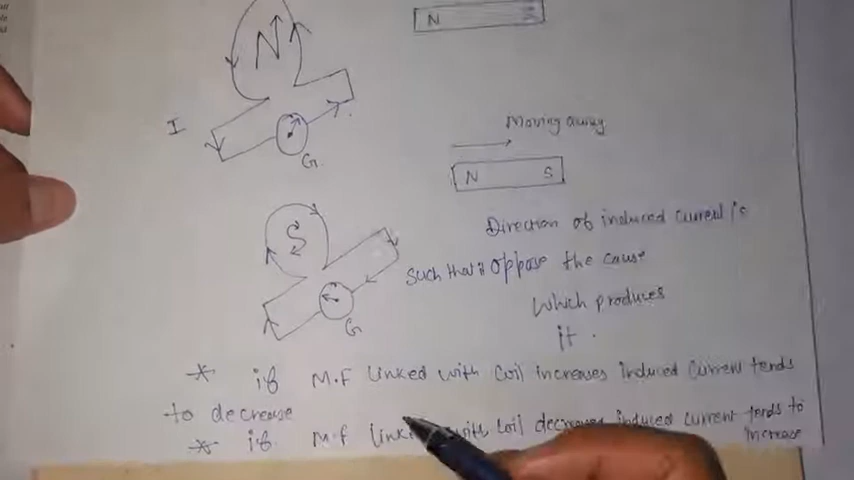 N
N
I
G
Moving away
N S
S
Direction of induced current is
such that it oppose the cause
which produces
it.
G
* if M.F linked with coil increases induced current tends
to decrease
* if M.F linked with coil decreases induced current tends to
increase